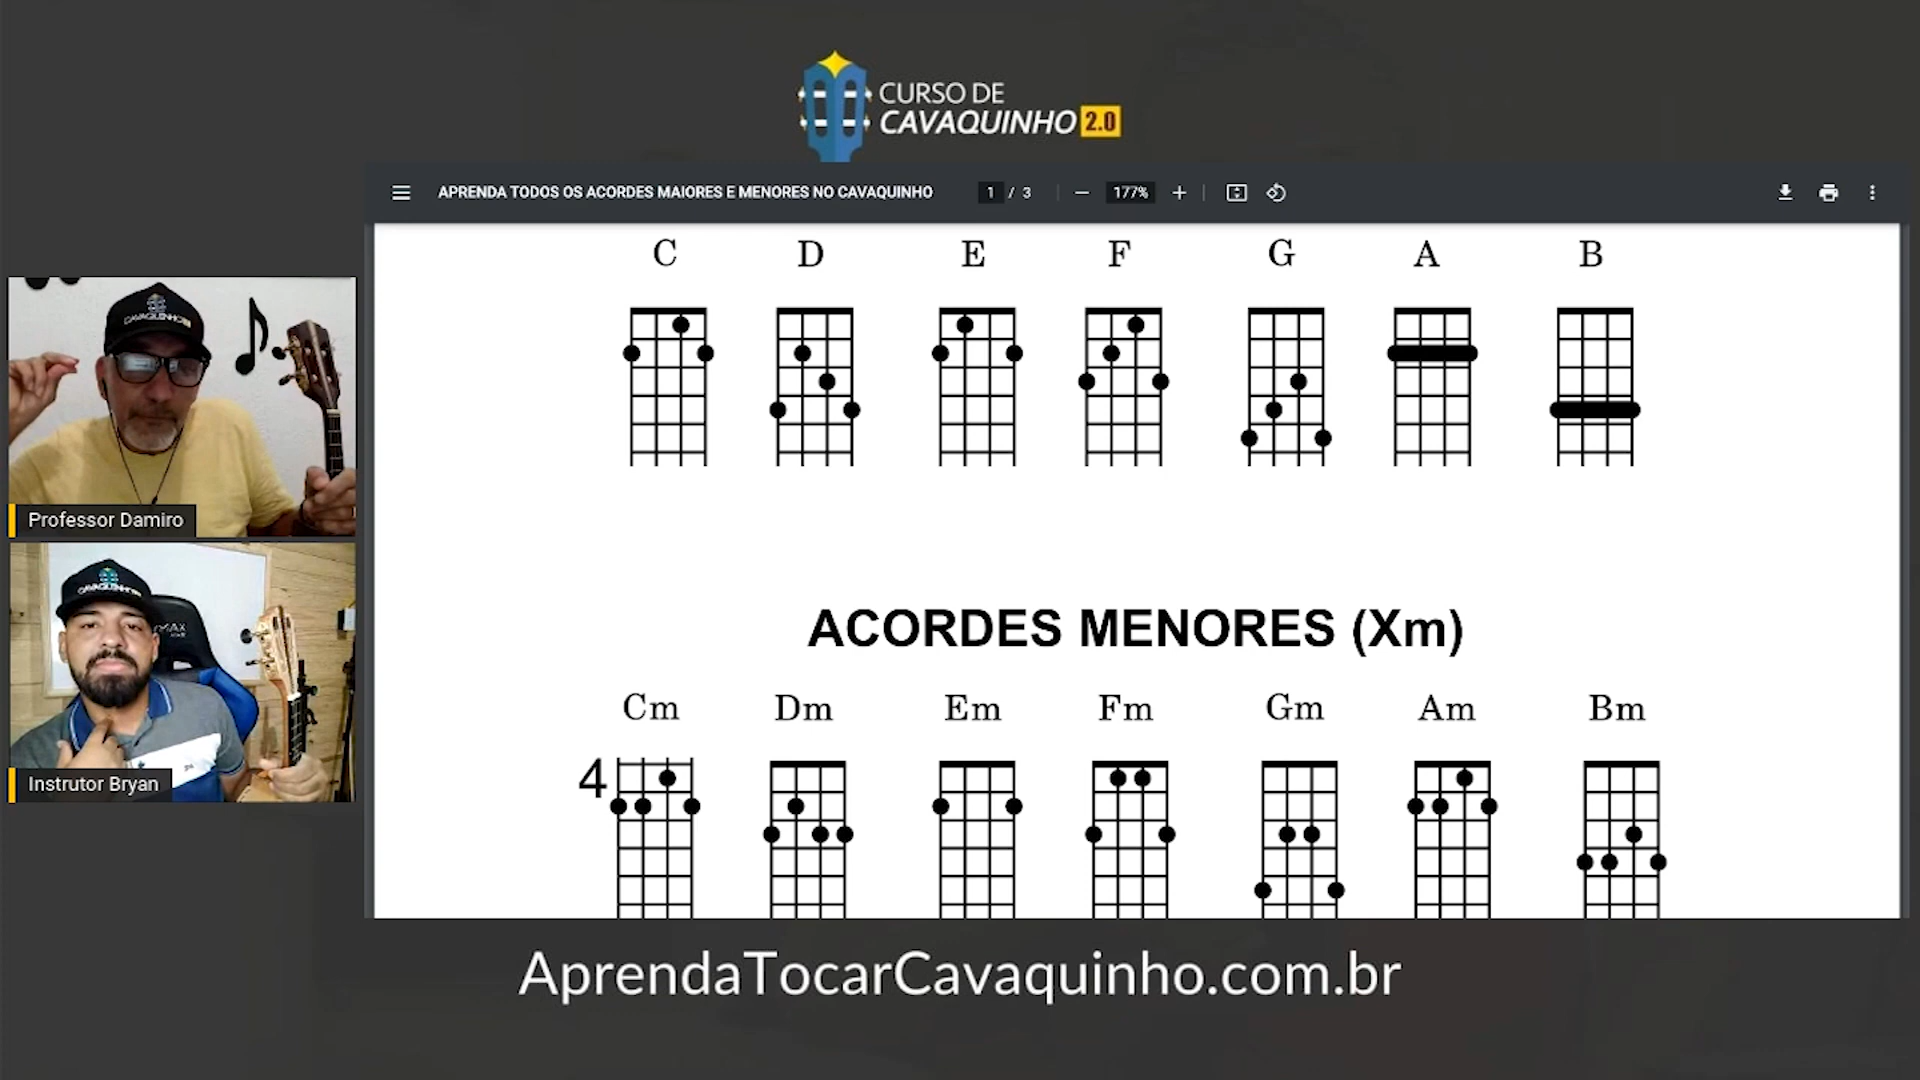 CURSO DE
CAVAQUINHO 2.0
APRENDA TODOS OS ACORDES MAIORES E MENORES NO CAVAQUINHO 1 / 3 177%
C D E F G A B
Professor Damiro
ACORDES MENORES (Xm)
Cm Dm Em Fm Gm Am Bm
4
Instrutor Bryan
AprendaTocarCavaquinho.com.br